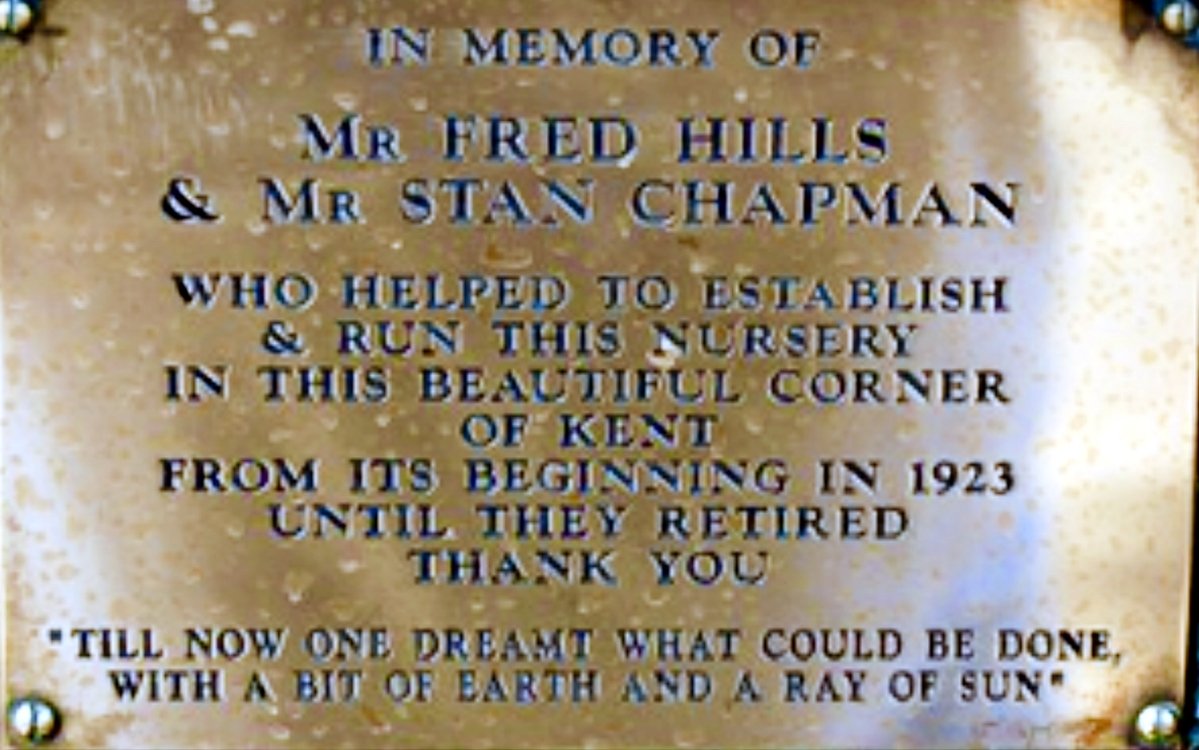 IN MEMORY OF
MR FRED HILLS
& MR STAN CHAPMAN
WHO HELPED TO ESTABLISH
& RUN THIS NURSERY
IN THIS BEAUTIFUL CORNER
OF KENT
FROM ITS BEGINNING IN 1923
UNTIL THEY RETIRED
THANK YOU
"TILL NOW ONE DREAMT WHAT COULD BE DONE,
WITH A BIT OF EARTH AND A RAY OF SUN"